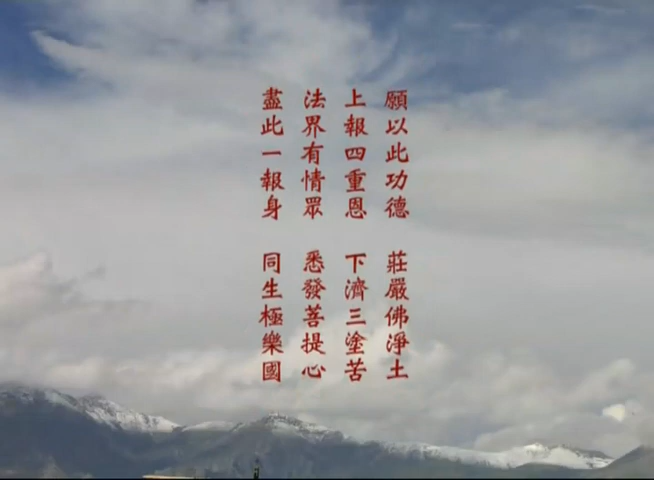 願以此功德 莊嚴佛淨土
上報四重恩 下濟三塗苦
法界有情眾 悉發菩提心
盡此一報身 同生極樂國